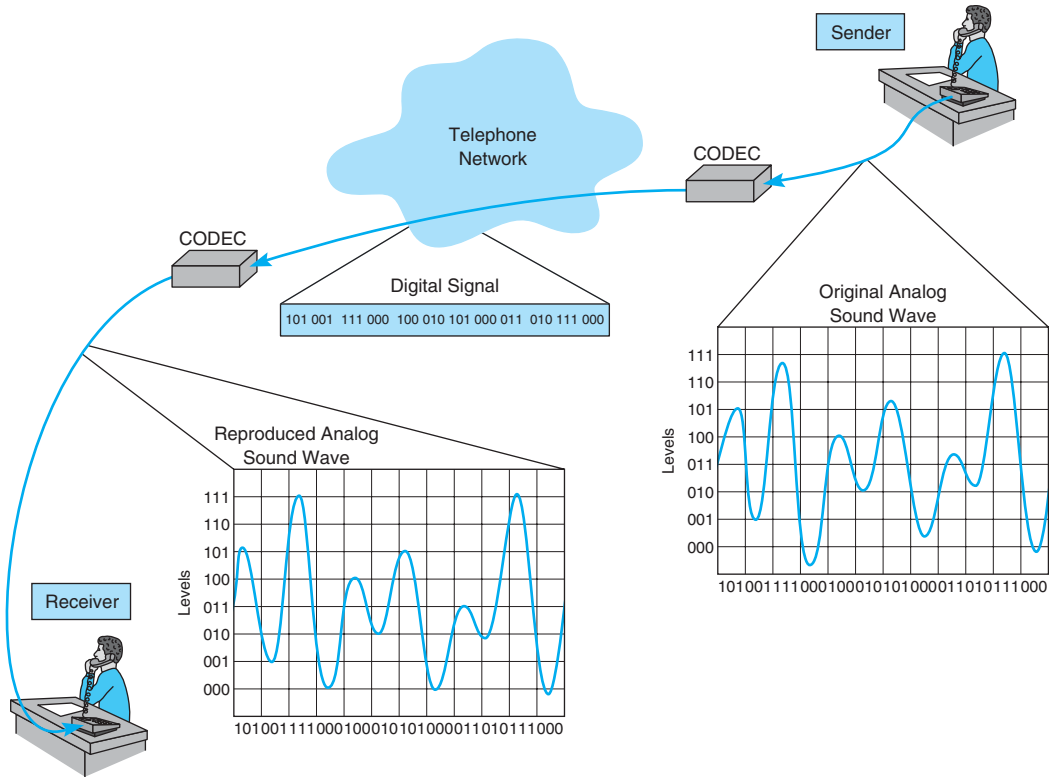 Sender
Telephone
Network
CODEC
CODEC
Digital Signal
101 001 111 000 100 010 101 000 011 010 111 000
Original Analog
Sound Wave
Levels
111
110
101
100
011
010
001
000
101001111000100010101000011010111000
Reproduced Analog
Sound Wave
Levels
111
110
101
100
011
010
001
000
101001111000100010101000011010111000
Receiver